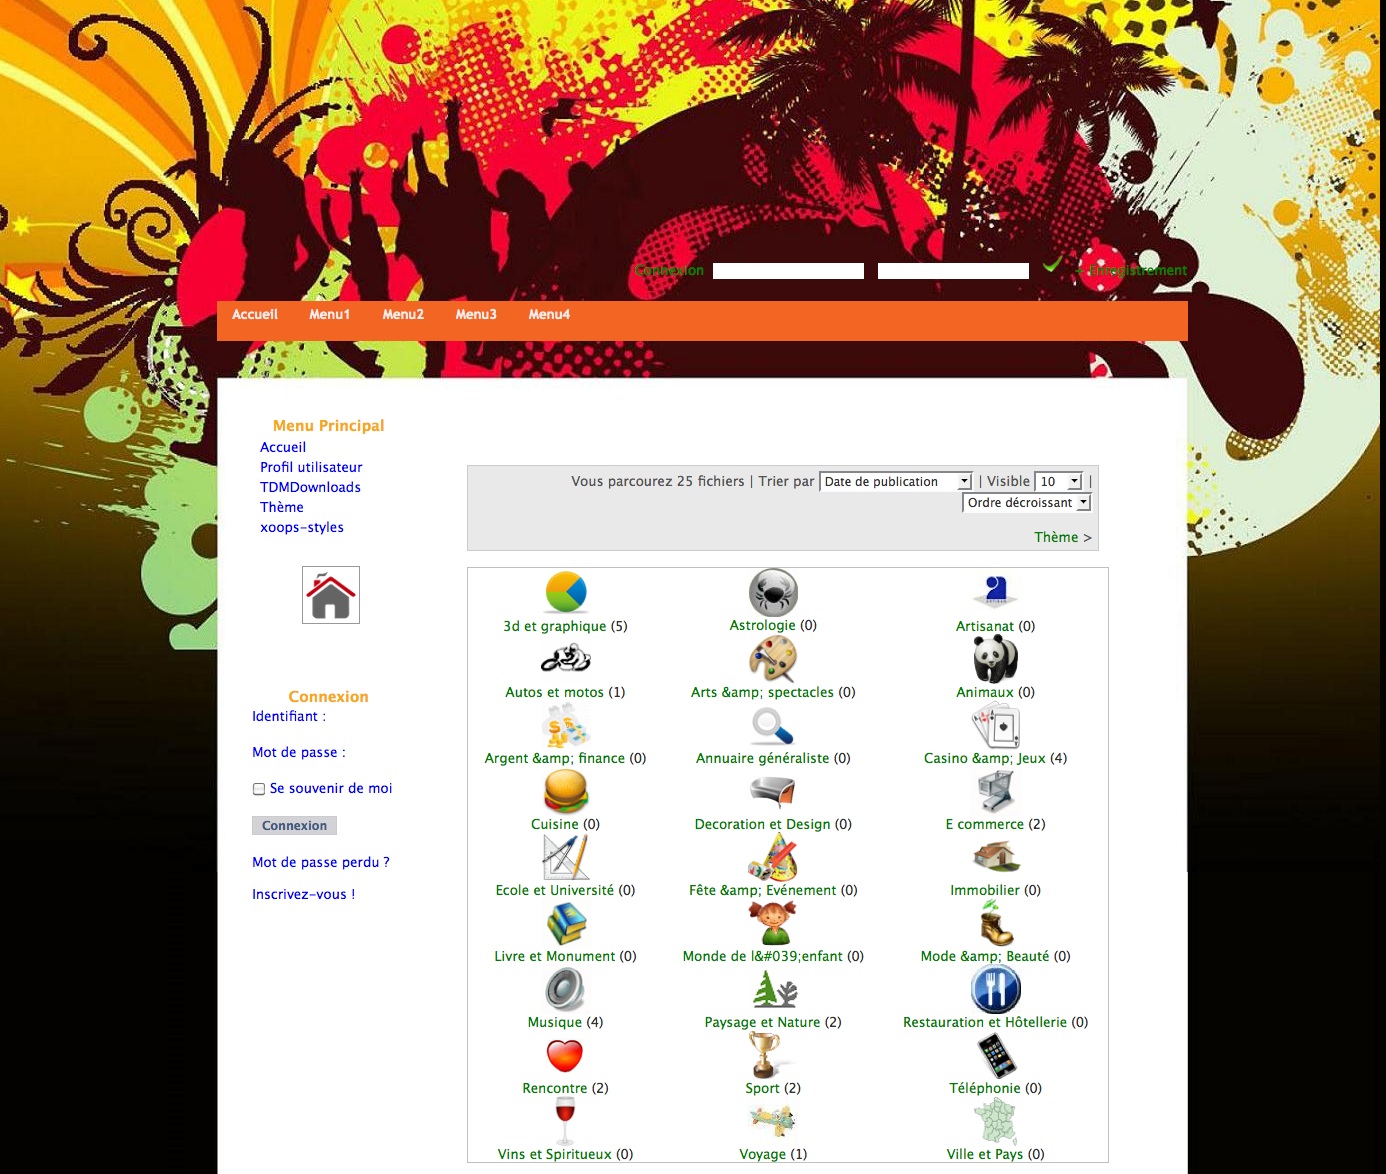 Connexion + Enregistrement
Accueil Menu1 Menu2 Menu3 Menu4
Menu Principal
Accueil
Profil utilisateur
TDMDownloads
Thème
xoops-styles
Connexion
Identifiant :
Mot de passe :
Se souvenir de moi
Connexion
Mot de passe perdu ?
Inscrivez-vous !
Vous parcourez 25 fichiers | Trier par Date de publication | Visible 10 |
Ordre décroissant
Thème >
3d et graphique (5) Astrologie (0) Artisanat (0)
Autos et motos (1) Arts &amp; spectacles (0) Animaux (0)
Argent &amp; finance (0) Annuaire généraliste (0) Casino &amp; Jeux (4)
Cuisine (0) Decoration et Design (0) E commerce (2)
Ecole et Université (0) Fête &amp; Evénement (0) Immobilier (0)
Livre et Monument (0) Monde de l&#039;enfant (0) Mode &amp; Beauté (0)
Musique (4) Paysage et Nature (2) Restauration et Hôtellerie (0)
Rencontre (2) Sport (2) Téléphonie (0)
Vins et Spiritueux (0) Voyage (1) Ville et Pays (0)